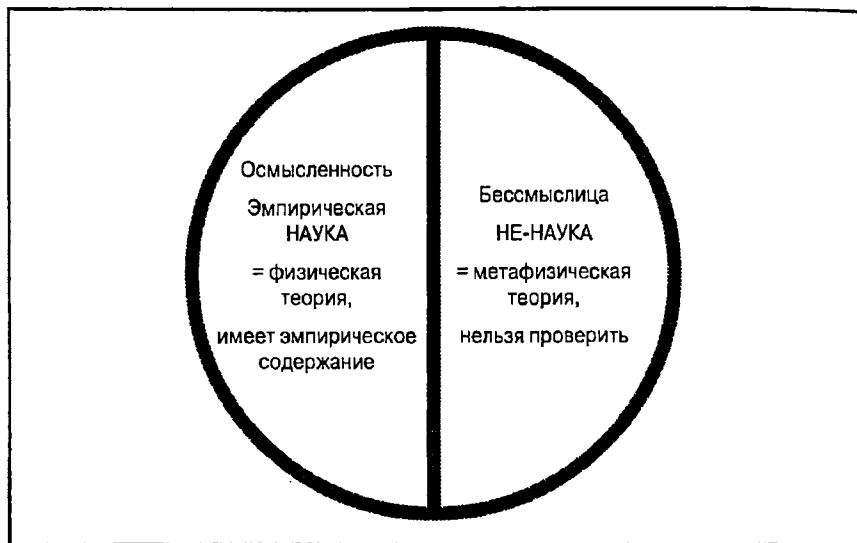 Осмысленность
Эмпирическая
НАУКА
= физическая
теория,
имеет эмпирическое
содержание
Бессмыслица
НЕ-НАУКА
= метафизическая
теория,
нельзя проверить